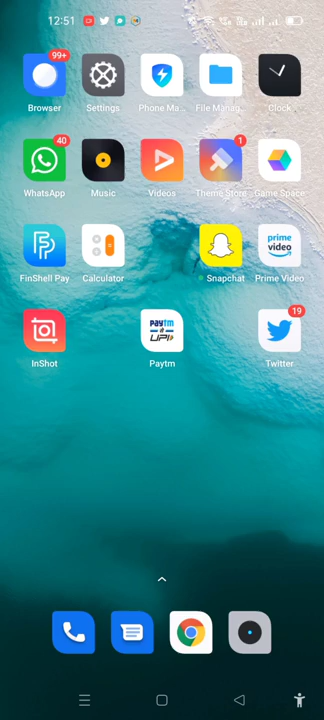 12:51
99+
Browser Settings Phone Ma... File Manag... Clock
40 1
WhatsApp Music Videos Theme Store Game Space
prime
video
FinShell Pay Calculator Snapchat Prime Video
19
Paytm
UPI
InShot Paytm Twitter